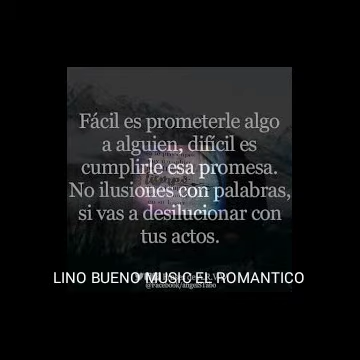 Fácil es prometerle algo
a alguien, difícil es
cumplirle esa promesa.
No ilusiones con palabras,
si vas a desilucionar con
tus actos.
LINO BUENO MUSIC EL ROMANTICO